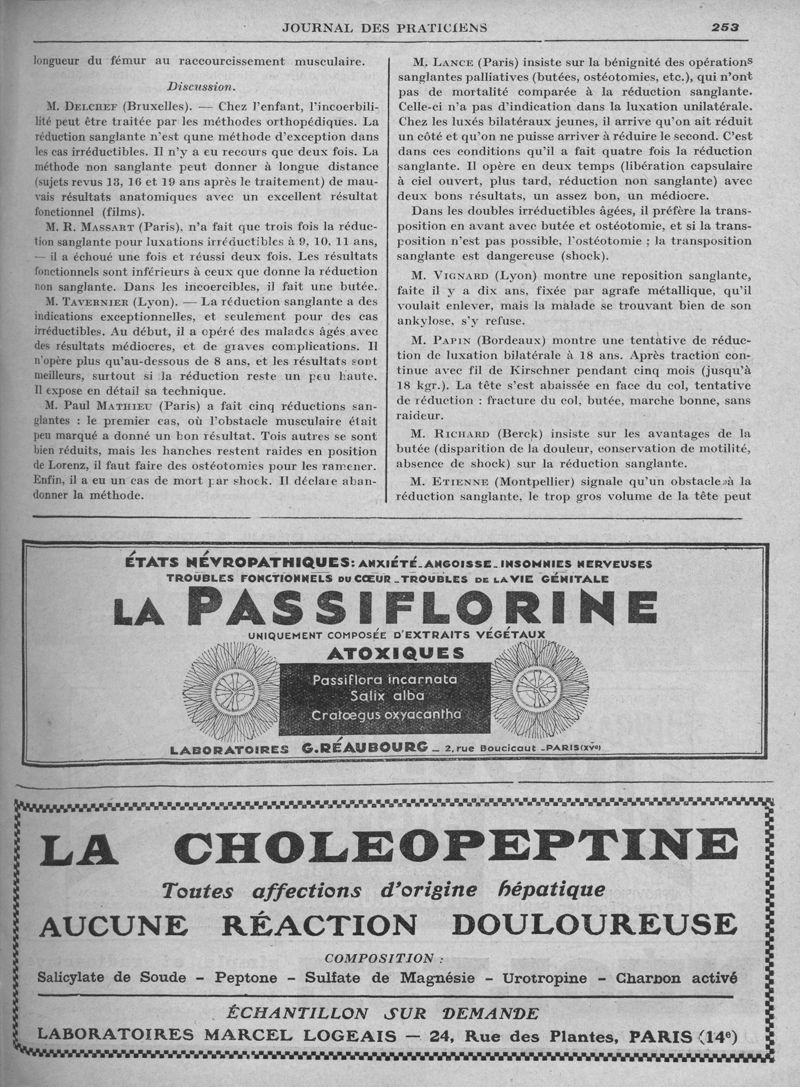 JOURNAL DES PRATICIENS 253
longueur du fémur au raccourcissement musculaire.
Discussion.
M. DELCHEF (Bruxelles). — Chez l'enfant, l'incoerbili-
lité peut être traitée par les méthodes orthopédiques. La
réduction sanglante n'est qune méthode d'exception dans
les cas irréductibles. Il n'y a eu recours que deux fois. La
méthode non sanglante peut donner à longue distance
(sujets revus 13, 16 et 19 ans après le traitement) de mau-
vais résultats anatomiques avec un excellent résultat
fonctionnel (films).
M. R. MASSART (Paris), n'a fait que trois fois la réduc-
tion sanglante pour luxations irréductibles à 9, 10, 11 ans,
— il a échoué une fois et réussi deux fois. Les résultats
fonctionnels sont inférieurs à ceux que donne la réduction
non sanglante. Dans les incoercibles, il fait une butée.
M. TAVERNIER (Lyon). — La réduction sanglante a des
indications exceptionnelles, et seulement pour des cas
irréductibles. Au début, il a opéré des malades âgés avec
des résultats médiocres, et de graves complications. Il
n'opère plus qu'au-dessous de 8 ans, et les résultats sont
meilleurs, surtout si la réduction reste un peu haute.
Il expose en détail sa technique.
M. Paul MATHIEU (Paris) a fait cinq réductions san-
glantes : le premier cas, où l'obstacle musculaire était
peu marqué a donné un bon résultat. Tois autres se sont
bien réduits, mais les hanches restent raides en position
de Lorenz, il faut faire des ostéotomies pour les ramener.
Enfin, il a eu un cas de mort par shock. Il déclare aban-
donner la méthode.
M. LANCE (Paris) insiste sur la bénignité des opérations
sanglantes palliatives (butées, ostéotomies, etc.), qui n'ont
pas de mortalité comparée à la réduction sanglante.
Celle-ci n'a pas d'indication dans la luxation unilatérale.
Chez les luxés bilatéraux jeunes, il arrive qu'on ait réduit
un côté et qu'on ne puisse arriver à réduire le second. C'est
dans ces conditions qu'il a fait quatre fois la réduction
sanglante. Il opère en deux temps (libération capsulaire
à ciel ouvert, plus tard, réduction non sanglante) avec
deux bons résultats, un assez bon, un médiocre.
Dans les doubles irréductibles âgées, il préfère la trans-
position en avant avec butée et ostéotomie, et si la trans-
position n'est pas possible, l'ostéotomie ; la transposition
sanglante est dangereuse (shock).
M. VIGNARD (Lyon) montre une reposition sanglante,
faite il y a dix ans, fixée par agrafe métallique, qu'il
voulait enlever, mais la malade se trouvant bien de son
ankylose, s'y refuse.
M. PAPIN (Bordeaux) montre une tentative de réduc-
tion de luxation bilatérale à 18 ans. Après traction con-
tinue avec fil de Kirschner pendant cinq mois (jusqu'à
18 kgr.). La tête s'est abaissée en face du col, tentative
de réduction : fracture du col, butée, marche bonne, sans
raideur.
M. RICHARD (Berck) insiste sur les avantages de la
butée (disparition de la douleur, conservation de motilité,
absence de shock) sur la réduction sanglante.
M. ETIENNE (Montpellier) signale qu'un obstacle à la
réduction sanglante, le trop gros volume de la tête peut
ÉTATS NÉVROPATHIQUES: ANXIÉTÉ_ANGOISSE_INSOMNIES NERVEUSES
TROUBLES FONCTIONNELS DU CŒUR_TROUBLES DE LA VIE GÉNITALE
LA PASSIFLORINE
UNIQUEMENT COMPOSÉE D'EXTRAITS VÉGÉTAUX
ATOXIQUES
Passiflora incarnata
Salix alba
Cratœgus oxyacantha
LABORATOIRES G.RÉAUBOURG _ 2, rue Boucicaut _PARIS (XVe)
LA CHOLEOPEPTINE
Toutes affections d'origine hépatique
AUCUNE RÉACTION DOULOUREUSE
COMPOSITION :
Salicylate de Soude – Peptone – Sulfate de Magnésie – Urotropine – Charbon activé
ÉCHANTILLON SUR DEMANDE
LABORATOIRES MARCEL LOGEAIS — 24, Rue des Plantes, PARIS (14e)